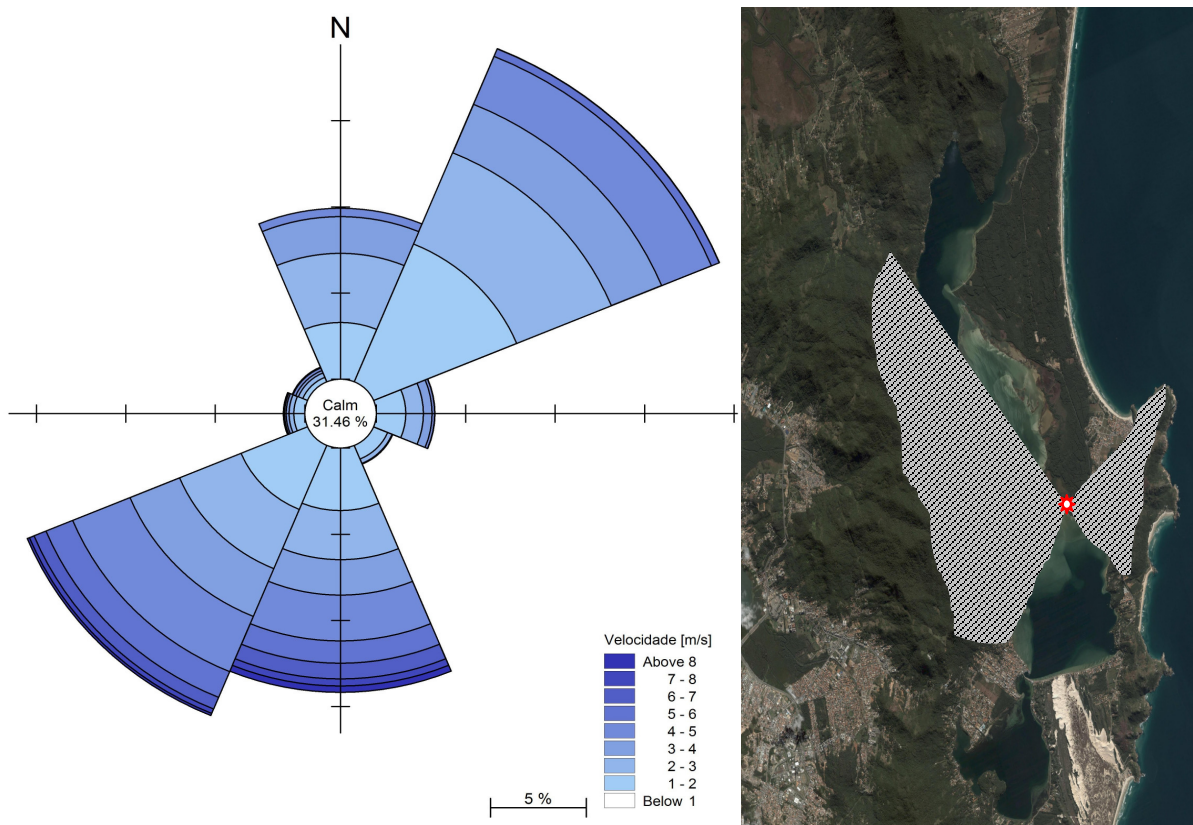 N
Calm
31.46 %
Velocidade [m/s]
Above 8
7 - 8
6 - 7
5 - 6
4 - 5
3 - 4
2 - 3
1 - 2
Below 1
5 %